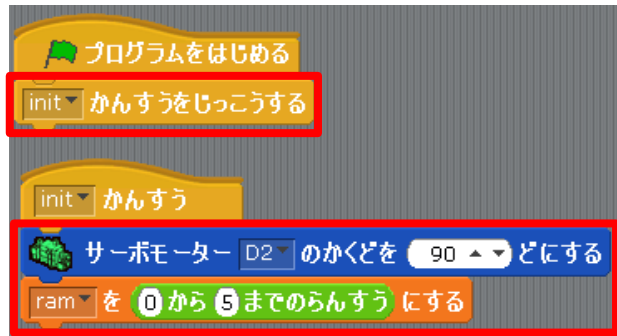 プログラムをはじめる
init かんすうをじっこうする
init かんすう
サーボモーター D2 のかくどを 90 どにする
ram を 0 から 5 までのらんすう にする